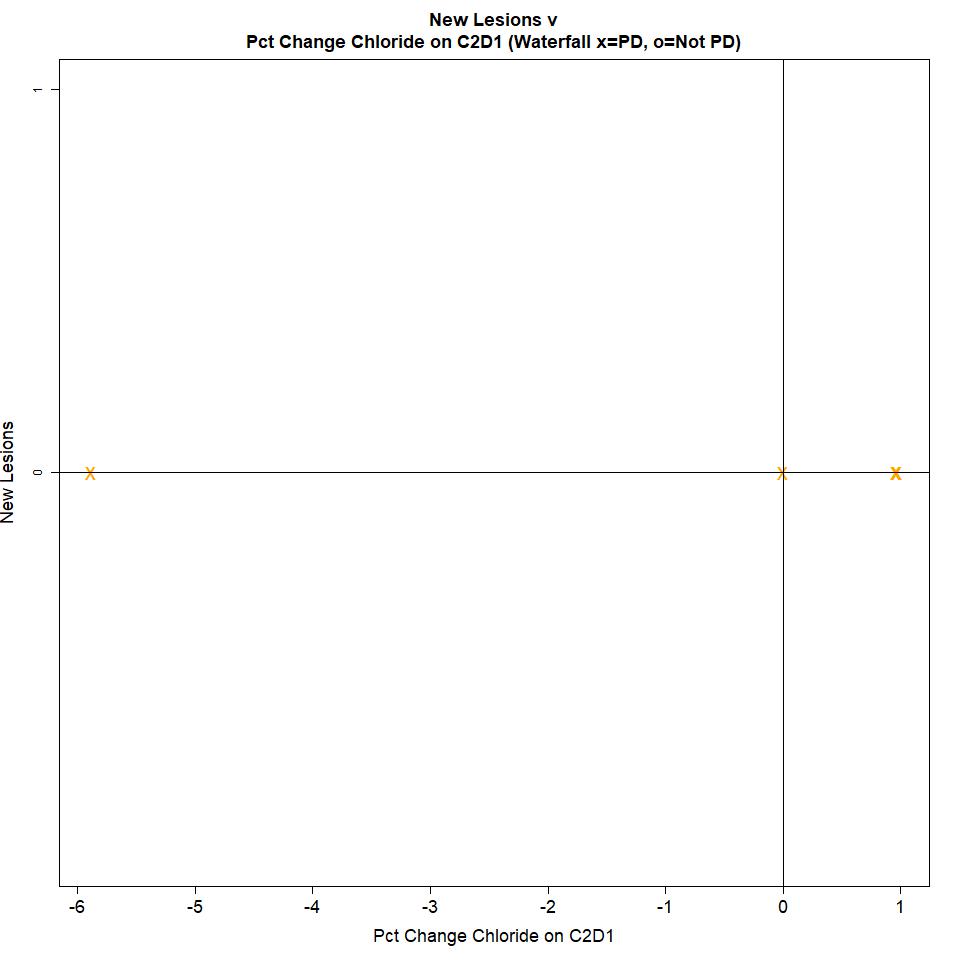 New Lesions v
Pct Change Chloride on C2D1 (Waterfall x=PD, o=Not PD)
1
New Lesions
0
x x x
-6 -5 -4 -3 -2 -1 0 1
Pct Change Chloride on C2D1